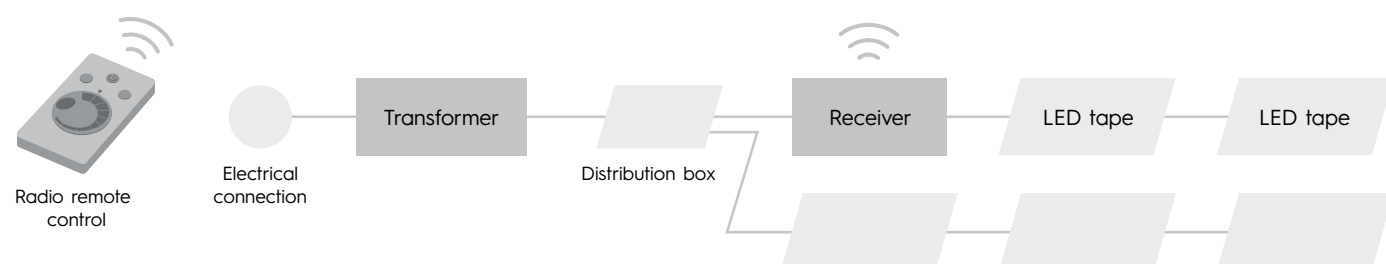 Transformer
Receiver
LED tape
LED tape
Electrical
connection
Distribution box
Radio remote
control